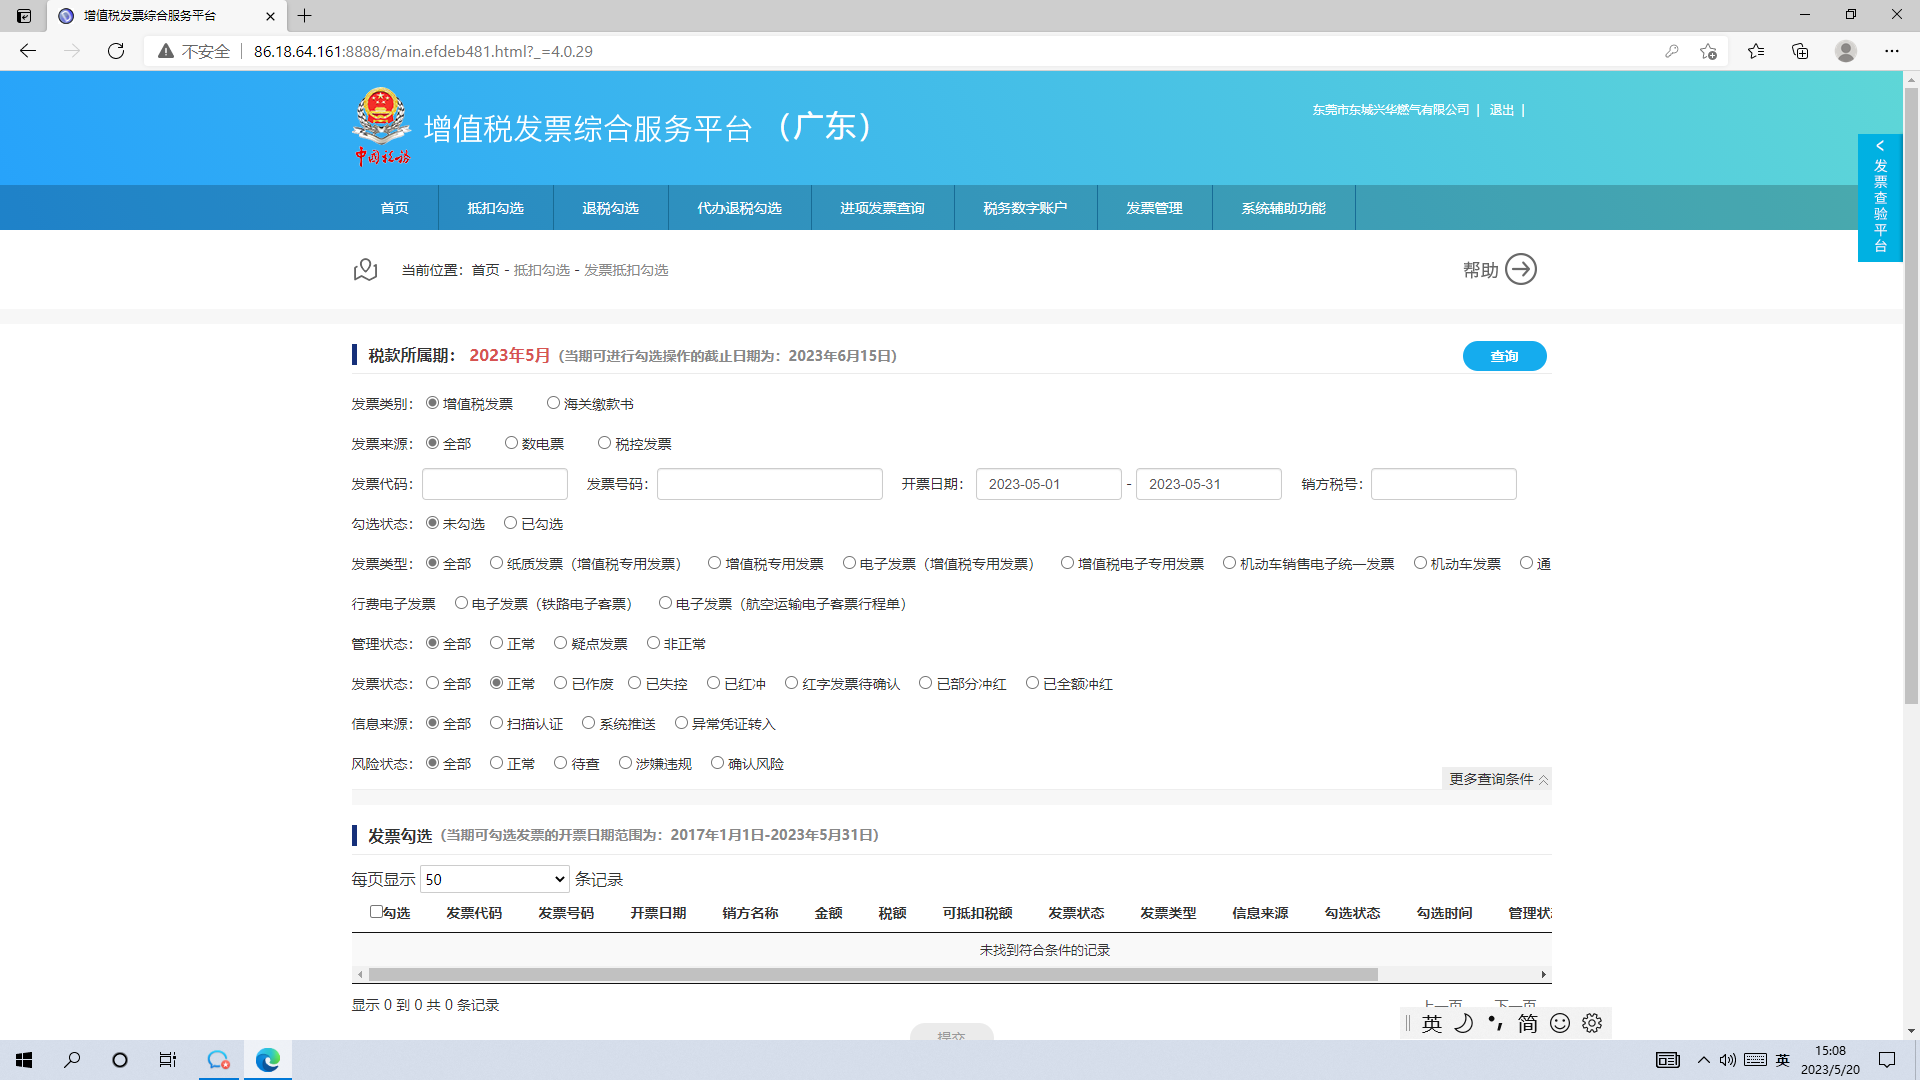 增值税发票综合服务平台
不安全 86.18.64.161:8888/main.efdeb481.html?_=4.0.29
中国税务
增值税发票综合服务平台 (广东)
东莞市东城兴华燃气有限公司 | 退出 |
< 发票查验平台
首页 抵扣勾选 退税勾选 代办退税勾选 进项发票查询 税务数字账户 发票管理 系统辅助功能
当前位置：首页 - 抵扣勾选 - 发票抵扣勾选 帮助
税款所属期： 2023年5月 (当期可进行勾选操作的截止日期为：2023年6月15日) 查询
发票类别： 增值税发票 海关缴款书
发票来源： 全部 数电票 税控发票
发票代码： 发票号码： 开票日期： 2023-05-01 - 2023-05-31 销方税号：
勾选状态： 未勾选 已勾选
发票类型： 全部 纸质发票（增值税专用发票） 增值税专用发票 电子发票（增值税专用发票） 增值税电子专用发票 机动车销售电子统一发票 机动车发票 通
行费电子发票 电子发票（铁路电子客票） 电子发票（航空运输电子客票行程单）
管理状态： 全部 正常 疑点发票 非正常
发票状态： 全部 正常 已作废 已失控 已红冲 红字发票待确认 已部分冲红 已全额冲红
信息来源： 全部 扫描认证 系统推送 异常凭证转入
风险状态： 全部 正常 待查 涉嫌违规 确认风险
更多查询条件
发票勾选 (当期可勾选发票的开票日期范围为：2017年1月1日-2023年5月31日)
每页显示 50 条记录
勾选 发票代码 发票号码 开票日期 销方名称 金额 税额 可抵扣税额 发票状态 发票类型 信息来源 勾选状态 勾选时间 管理状
未找到符合条件的记录
显示 0 到 0 共 0 条记录 上一页 下一页
提交
英 简
英 15:08
2023/5/20